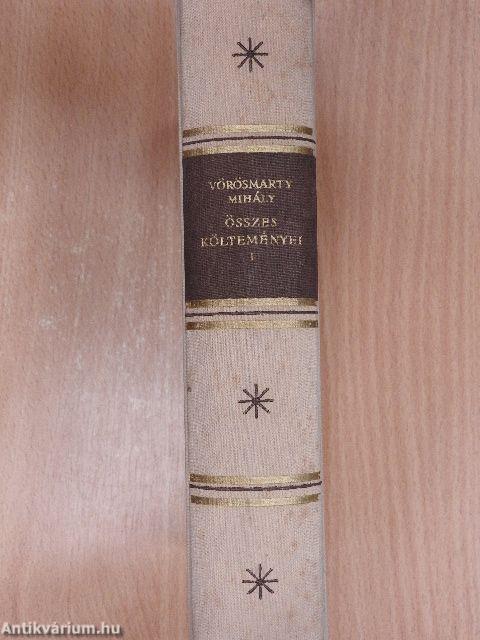 VÖRÖSMARTY
MIHÁLY
ÖSSZES
KÖLTEMÉNYEI
I
Antikvárium.hu